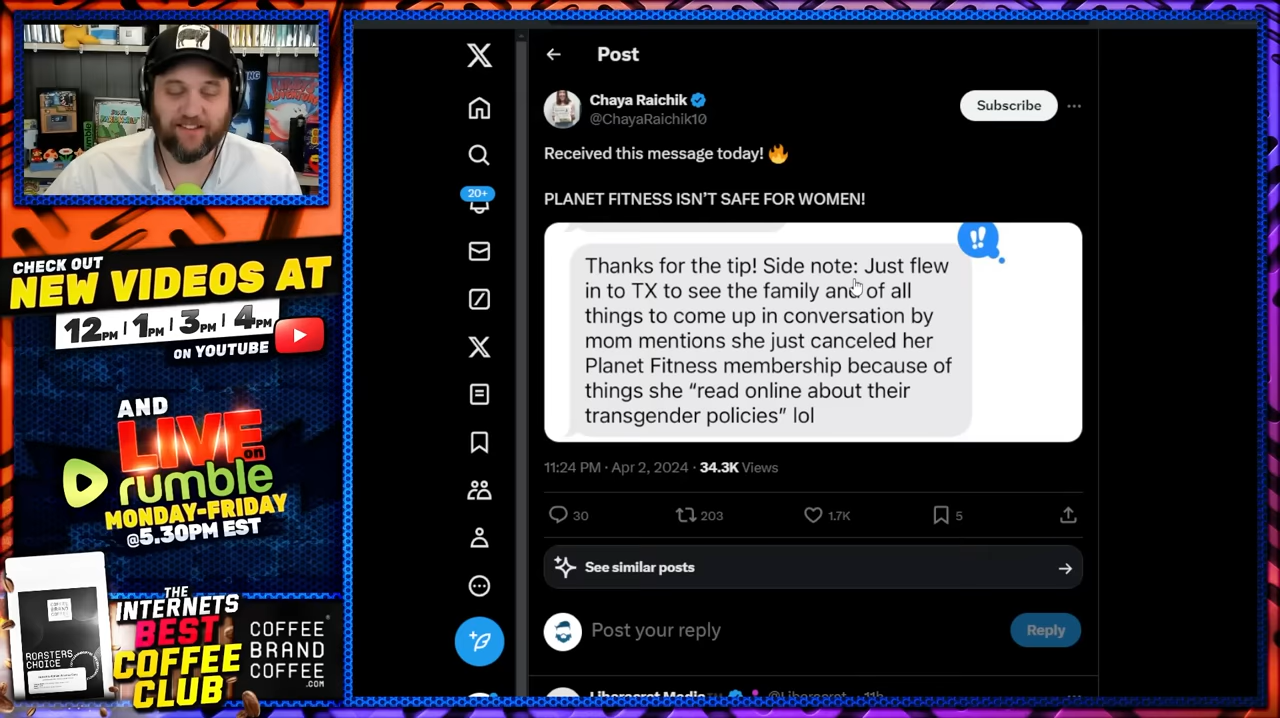 CHECK OUT
NEW VIDEOS AT
12PM | 1PM | 3PM | 4PM
ON YOUTUBE
AND
LIVE
on
rumble
MONDAY-FRIDAY
@5.30PM EST
ROASTERS
CHOICE
THE
INTERNETS
BEST
COFFEE
CLUB
COFFEE
BRAND
COFFEE
.COM
20+
Post
Chaya Raichik
@ChayaRaichik10
Subscribe
Received this message today! 🔥
PLANET FITNESS ISN'T SAFE FOR WOMEN!
Thanks for the tip! Side note: Just flew
in to TX to see the family and of all
things to come up in conversation by
mom mentions she just canceled her
Planet Fitness membership because of
things she “read online about their
transgender policies” lol
11:24 PM · Apr 2, 2024 · 34.3K Views
30
203
1.7K
5
See similar posts
Post your reply
Reply